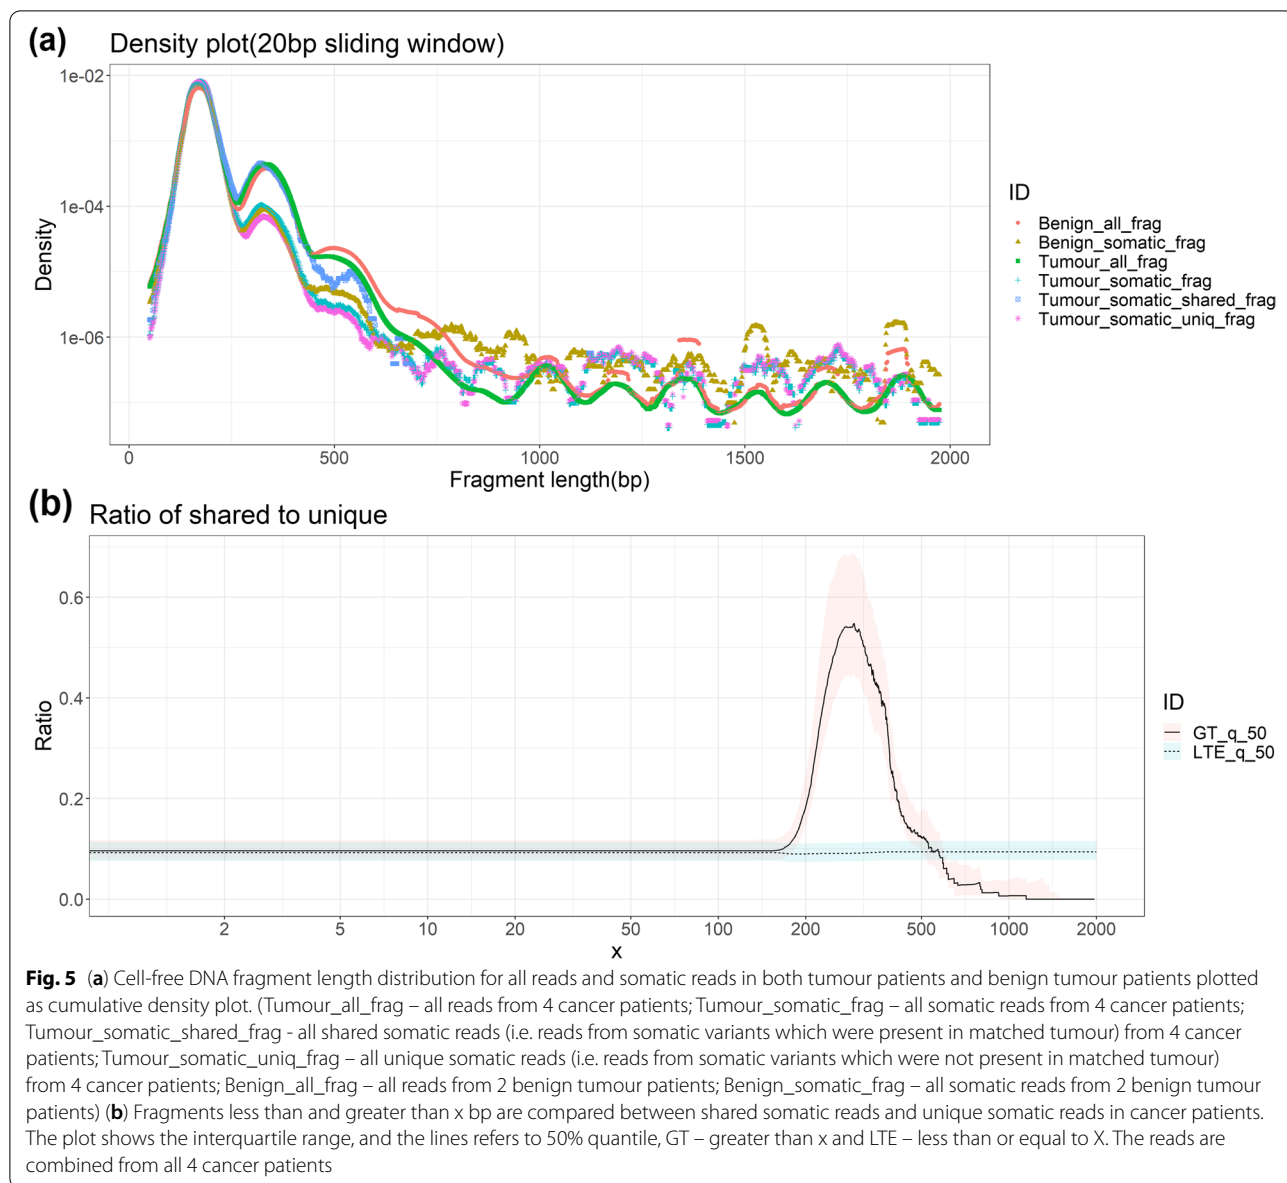 (a) Density plot(20bp sliding window)
1e-02
1e-04
1e-06
Density
0 500 1000 1500 2000
Fragment length(bp)
ID
Benign_all_frag
Benign_somatic_frag
Tumour_all_frag
Tumour_somatic_frag
Tumour_somatic_shared_frag
Tumour_somatic_uniq_frag
(b) Ratio of shared to unique
0.6
0.4
0.2
0.0
Ratio
2 5 10 20 50 100 200 500 1000 2000
x
ID
GT_q_50
LTE_q_50
Fig. 5 (a) Cell-free DNA fragment length distribution for all reads and somatic reads in both tumour patients and benign tumour patients plotted
as cumulative density plot. (Tumour_all_frag – all reads from 4 cancer patients; Tumour_somatic_frag – all somatic reads from 4 cancer patients;
Tumour_somatic_shared_frag - all shared somatic reads (i.e. reads from somatic variants which were present in matched tumour) from 4 cancer
patients; Tumour_somatic_uniq_frag – all unique somatic reads (i.e. reads from somatic variants which were not present in matched tumour)
from 4 cancer patients; Benign_all_frag – all reads from 2 benign tumour patients; Benign_somatic_frag – all somatic reads from 2 benign tumour
patients) (b) Fragments less than and greater than x bp are compared between shared somatic reads and unique somatic reads in cancer patients.
The plot shows the interquartile range, and the lines refers to 50% quantile, GT – greater than x and LTE – less than or equal to X. The reads are
combined from all 4 cancer patients